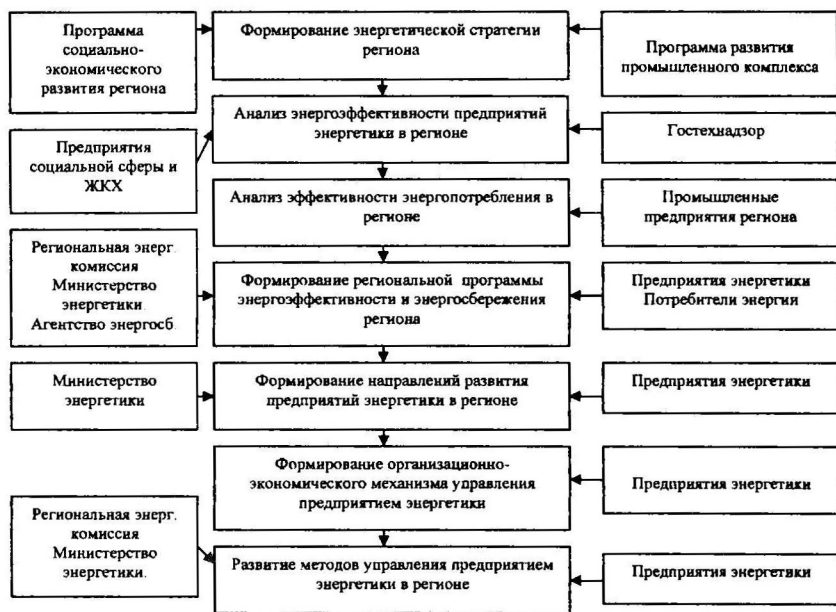 Программа
социально-
экономического
развития региона
Формирование энергетической стратегии
региона
Программа развития
промышленного комплекса
Анализ энергоэффективности предприятий
энергетики в регионе
Гостехнадзор
Предприятия
социальной сферы и
ЖКХ
Анализ эффективности энергопотребления в
регионе
Промышленные
предприятия региона
Региональная энерг.
комиссия
Министерство
энергетики.
Агентство энергосб.
Формирование региональной программы
энергоэффективности и энергосбережения
региона
Предприятия энергетики
Потребители энергии
Министерство
энергетики
Формирование направлений развития
предприятий энергетики в регионе
Предприятия энергетики
Формирование организационно-
экономического механизма управления
предприятием энергетики
Предприятия энергетики
Региональная энерг.
комиссия
Министерство
энергетики.
Развитие методов управления предприятием
энергетики в регионе
Предприятия энергетики